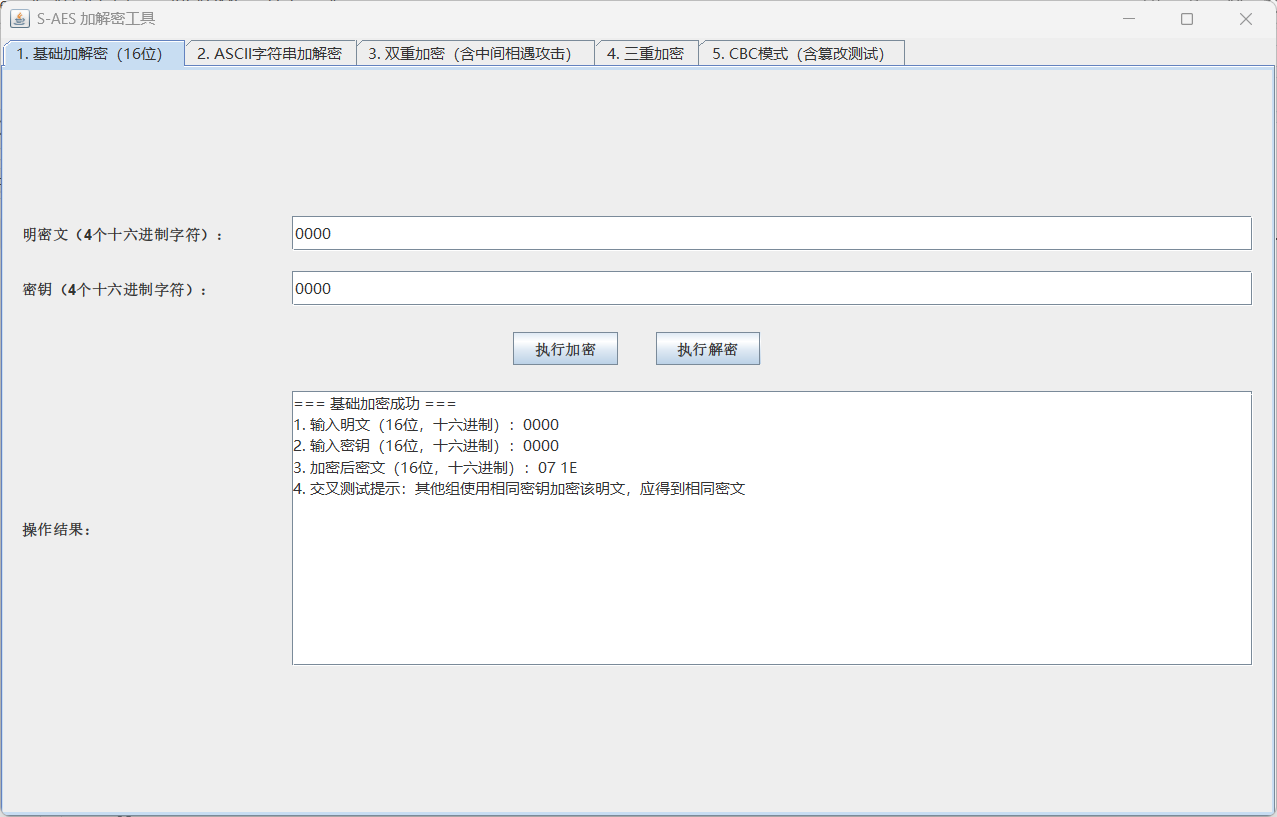 S-AES 加解密工具
1. 基础加解密（16位） 2. ASCII字符串加解密 3. 双重加密（含中间相遇攻击） 4. 三重加密 5. CBC模式（含篡改测试）
明密文（4个十六进制字符）： 0000
密钥（4个十六进制字符）： 0000
执行加密 执行解密
=== 基础加密成功 ===
1. 输入明文（16位，十六进制）：0000
2. 输入密钥（16位，十六进制）：0000
3. 加密后密文（16位，十六进制）：07 1E
4. 交叉测试提示：其他组使用相同密钥加密该明文，应得到相同密文
操作结果：